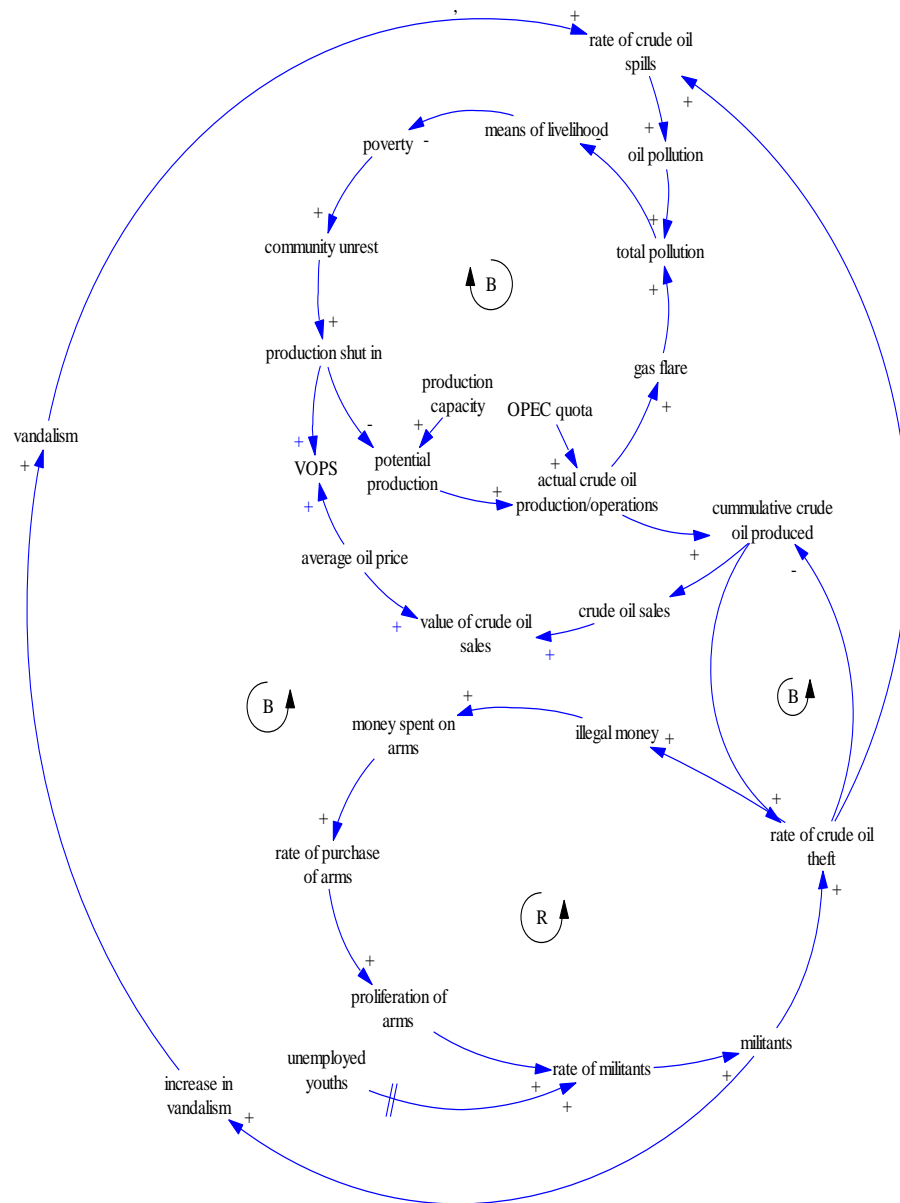 ,
+
rate of crude oil
spills
+
+
means of livelihood
-
poverty
-
oil pollution
+
community unrest
+
total pollution
+
B
+
production shut in
production
capacity
gas flare
+
OPEC quota
+
-
vandalism
+
+
VOPS
+
potential
production
+
+
actual crude oil
production/operations
cummulative crude
oil produced
+
-
average oil price
crude oil sales
+
value of crude oil
sales
+
B
B
+
money spent on
arms
illegal money
+
+
+
rate of crude oil
theft
+
rate of purchase
of arms
R
+
proliferation of
arms
militants
unemployed
youths
rate of militants
+
+
+
increase in
vandalism
+